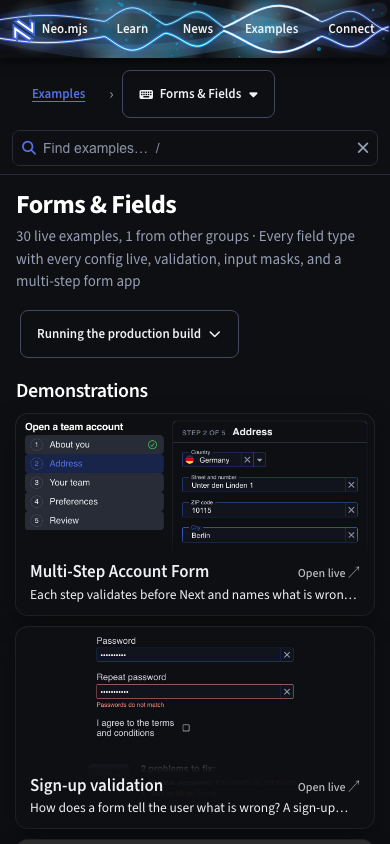 Neo.mjs Learn News Examples Connect
Examples › Forms & Fields
Find examples… /
Forms & Fields
30 live examples, 1 from other groups · Every field type
with every config live, validation, input masks, and a
multi-step form app
Running the production build
Demonstrations
Open a team account
1 About you
2 Address
3 Your team
4 Preferences
5 Review
STEP 2 OF 5 Address
Country
Germany
Street and number
Unter den Linden 1
ZIP code
10115
City
Berlin
Multi-Step Account Form
Open live
Each step validates before Next and names what is wron…
Password
Repeat password
Passwords do not match
I agree to the terms
and conditions
2 problems to fix:
Sign-up validation
Open live
How does a form tell the user what is wrong? A sign-up…